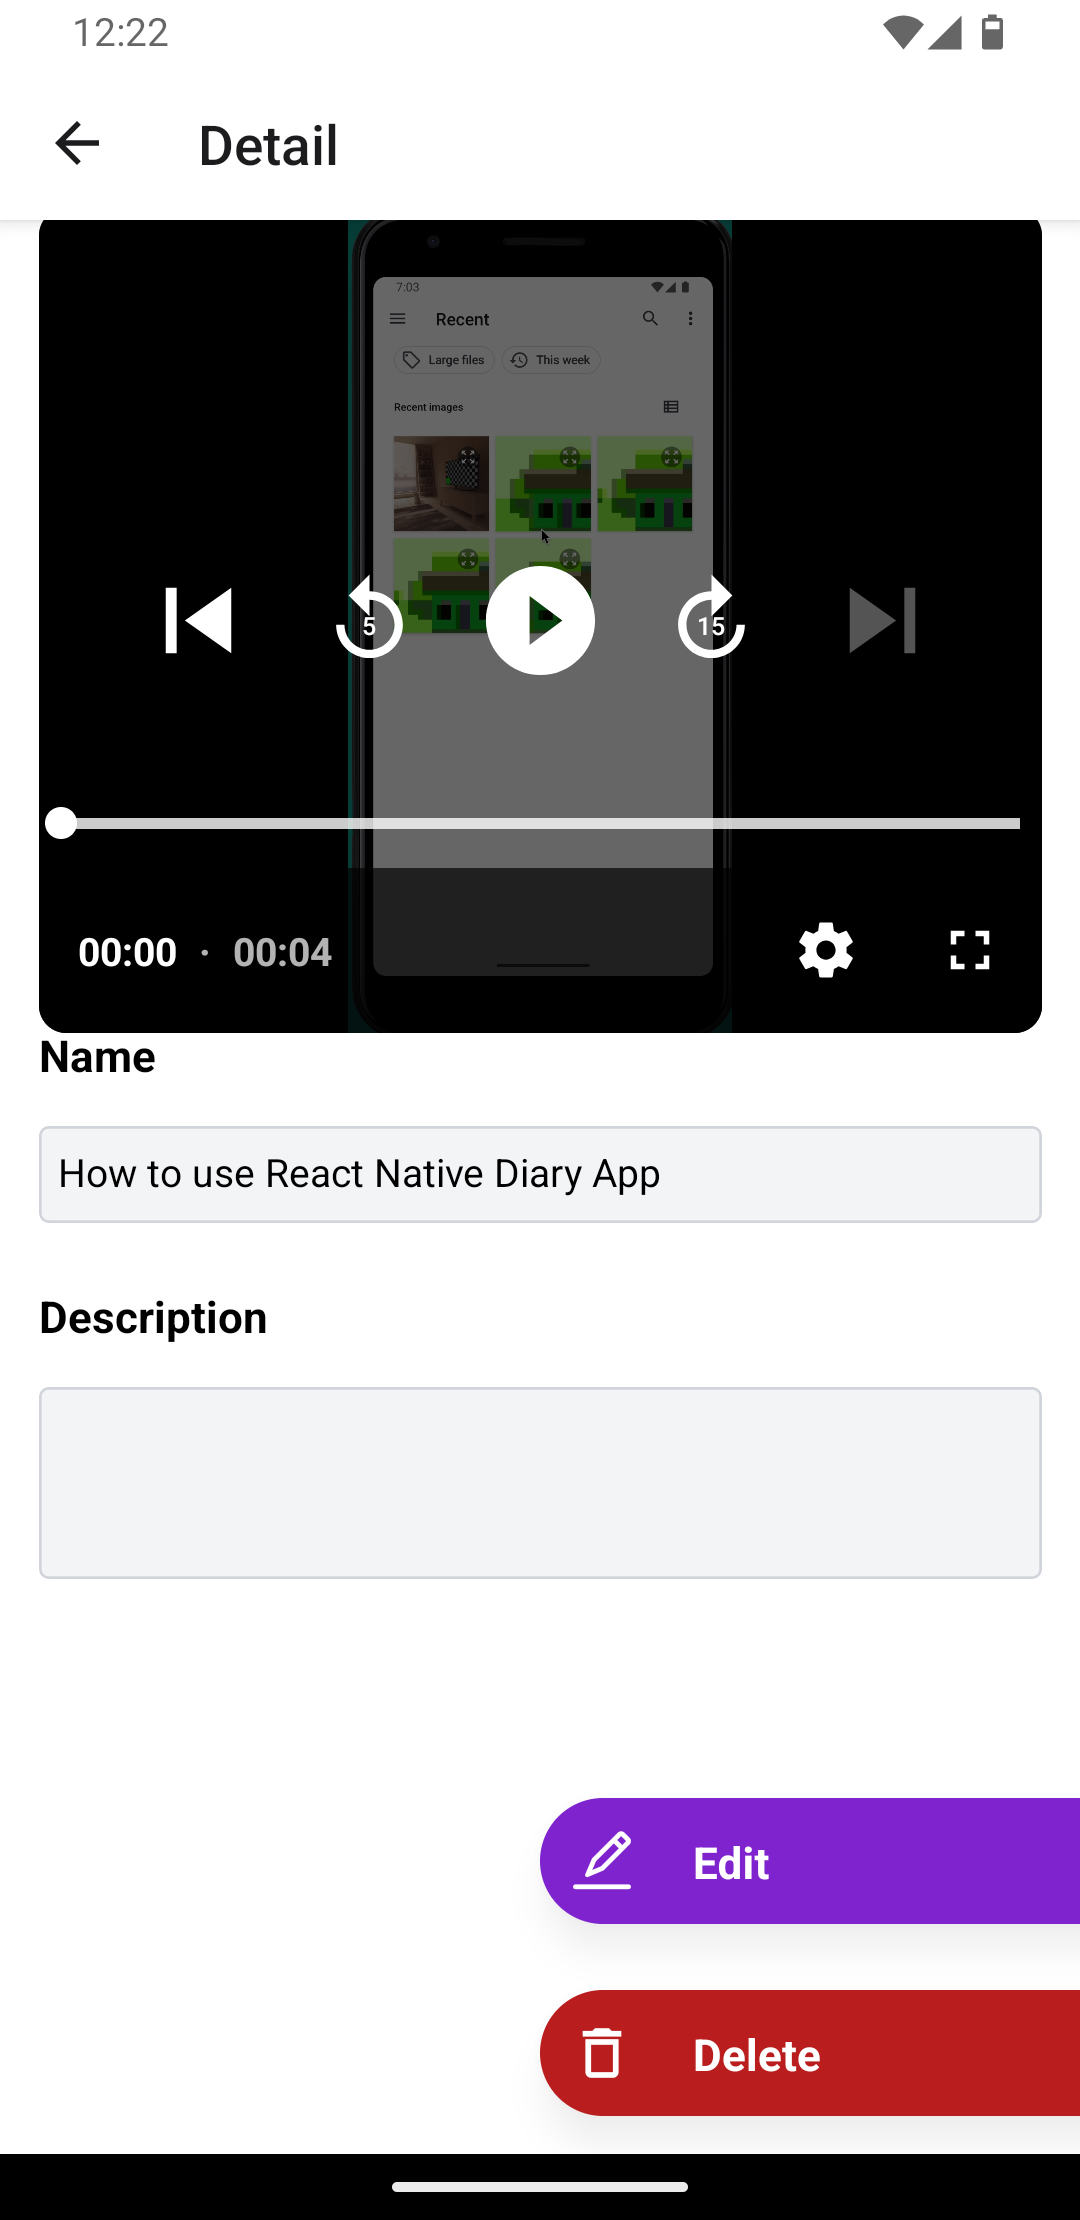 12:22
Detail
7:03
Recent
Large files
This week
Recent images
5
15
00:00 · 00:04
Name
How to use React Native Diary App
Description
Edit
Delete